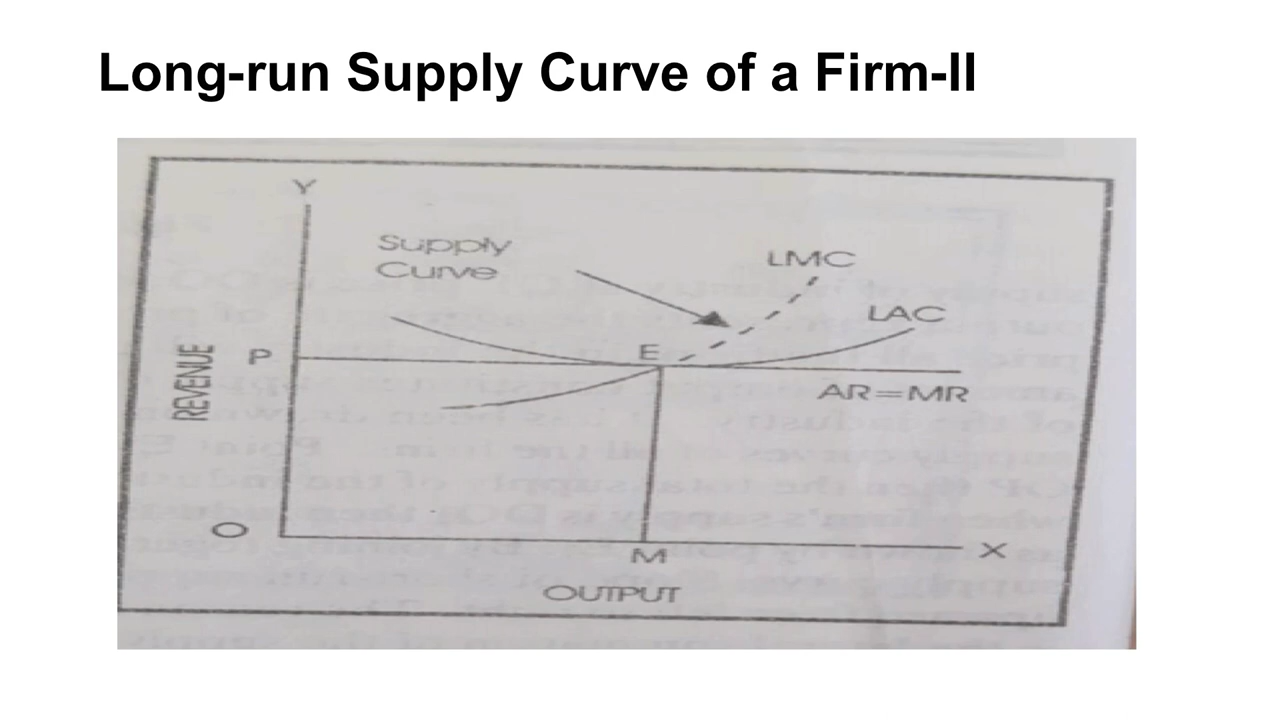 Long-run Supply Curve of a Firm-II
Y
Supply
Curve
LMC
LAC
REVENUE
P
E
AR=MR
O
M
X
OUTPUT